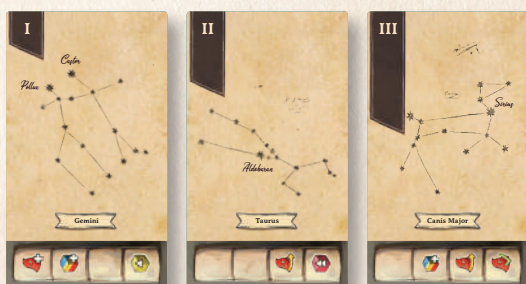 I
Castor
Pollux
Gemini
II
Aldebaran
Taurus
III
Sirius
Canis Major